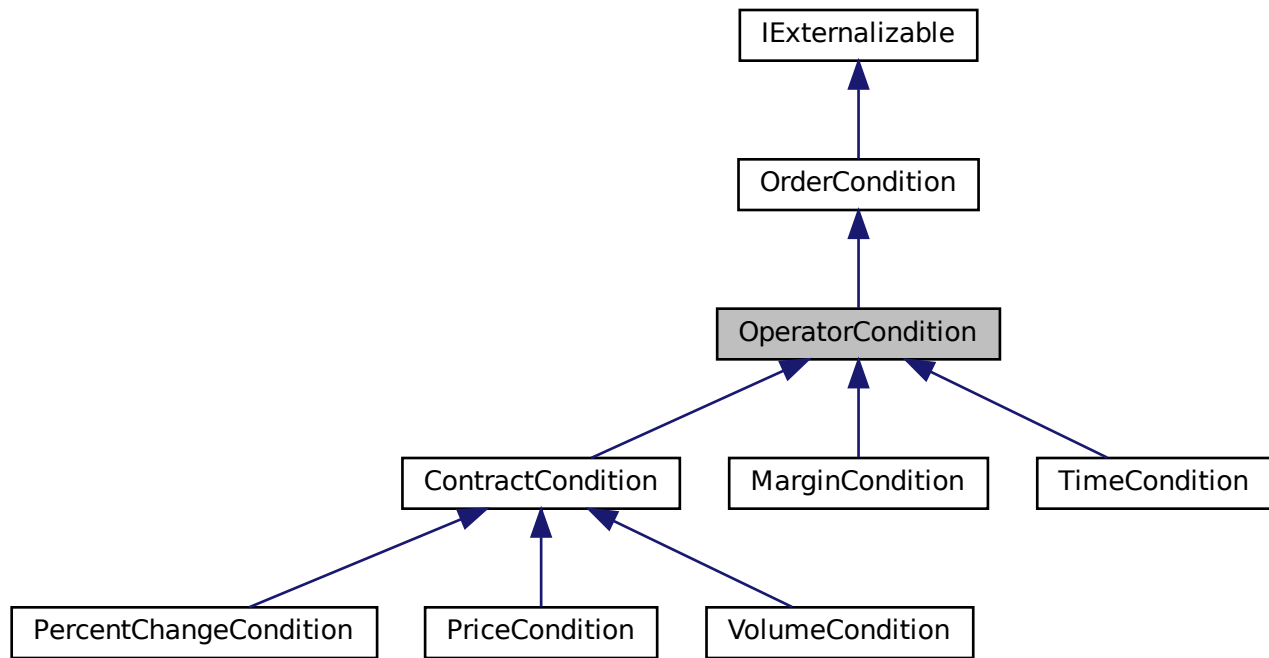 IExternalizable
OrderCondition
OperatorCondition
ContractCondition
MarginCondition
TimeCondition
PercentChangeCondition
PriceCondition
VolumeCondition